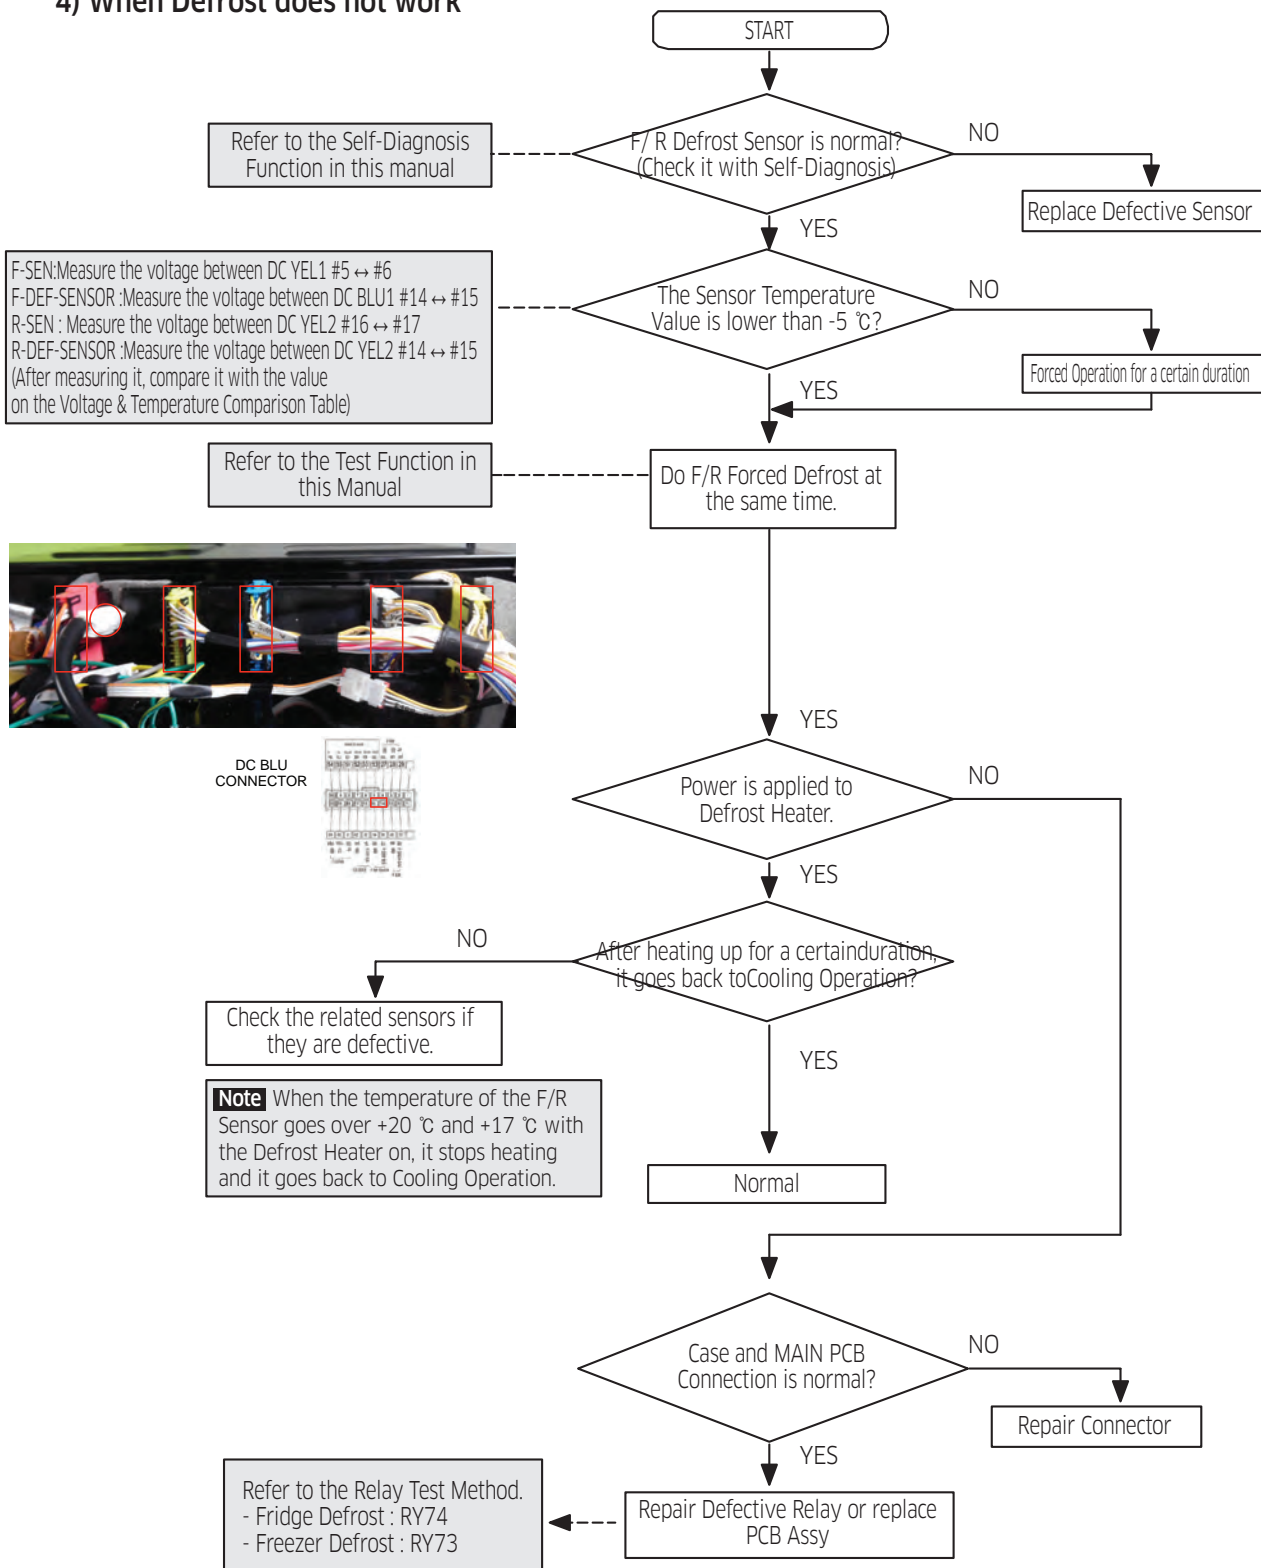 4) When Defrost does not work
START
F/ R Defrost Sensor is normal?
(Check it with Self-Diagnosis)
NO
Refer to the Self-Diagnosis
Function in this manual
Replace Defective Sensor
YES
F-SEN:Measure the voltage between DC YEL1 #5 ↔ #6
F-DEF-SENSOR :Measure the voltage between DC BLU1 #14 ↔ #15
R-SEN : Measure the voltage between DC YEL2 #16 ↔ #17
R-DEF-SENSOR :Measure the voltage between DC YEL2 #14 ↔ #15
(After measuring it, compare it with the value
on the Voltage & Temperature Comparison Table)
The Sensor Temperature
Value is lower than -5 ℃?
NO
Forced Operation for a certain duration
YES
Refer to the Test Function in
this Manual
Do F/R Forced Defrost at
the same time.
YES
DC BLU
CONNECTOR
Power is applied to
Defrost Heater.
NO
YES
After heating up for a certainduration,
it goes back toCooling Operation?
NO
Check the related sensors if
they are defective.
YES
Note When the temperature of the F/R
Sensor goes over +20 ℃ and +17 ℃ with
the Defrost Heater on, it stops heating
and it goes back to Cooling Operation.
Normal
Case and MAIN PCB
Connection is normal?
NO
Repair Connector
YES
Refer to the Relay Test Method.
- Fridge Defrost : RY74
- Freezer Defrost : RY73
Repair Defective Relay or replace
PCB Assy